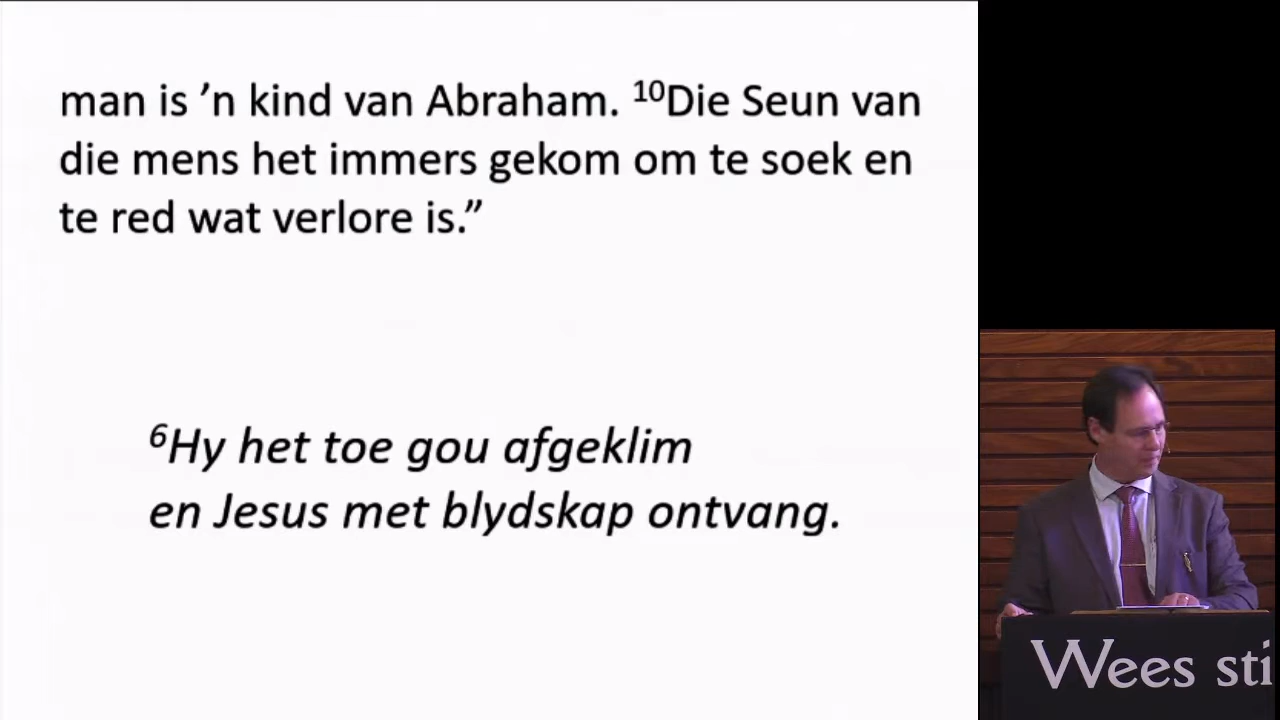 man is ’n kind van Abraham. ¹⁰Die Seun van
die mens het immers gekom om te soek en
te red wat verlore is.”
⁶Hy het toe gou afgeklim
en Jesus met blydskap ontvang.
Wees sti